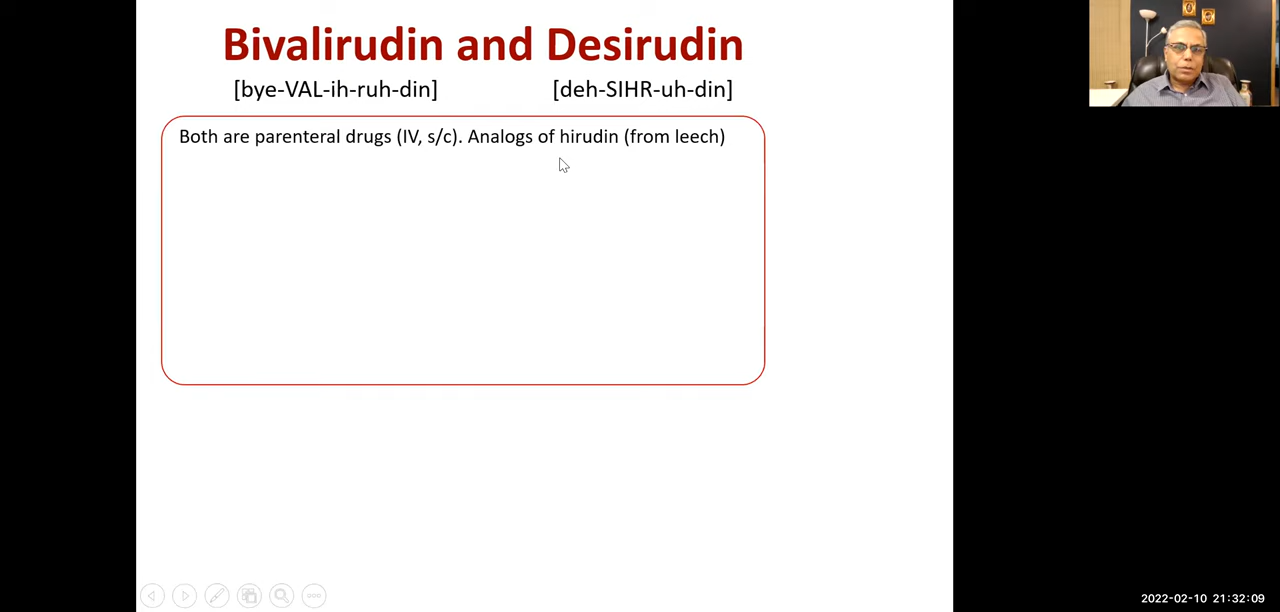 Bivalirudin and Desirudin
[bye-VAL-ih-ruh-din] [deh-SIHR-uh-din]
Both are parenteral drugs (IV, s/c). Analogs of hirudin (from leech)
2022-02-10 21:32:09